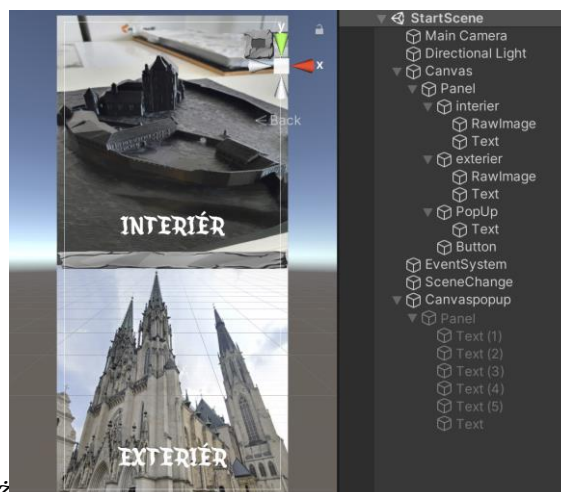 y
x
< Back
INTERIÉR
EXTERIÉR
StartScene
Main Camera
Directional Light
Canvas
Panel
interier
RawImage
Text
exterier
RawImage
Text
PopUp
Text
Button
EventSystem
SceneChange
Canvaspopup
Panel
Text (1)
Text (2)
Text (3)
Text (4)
Text (5)
Text